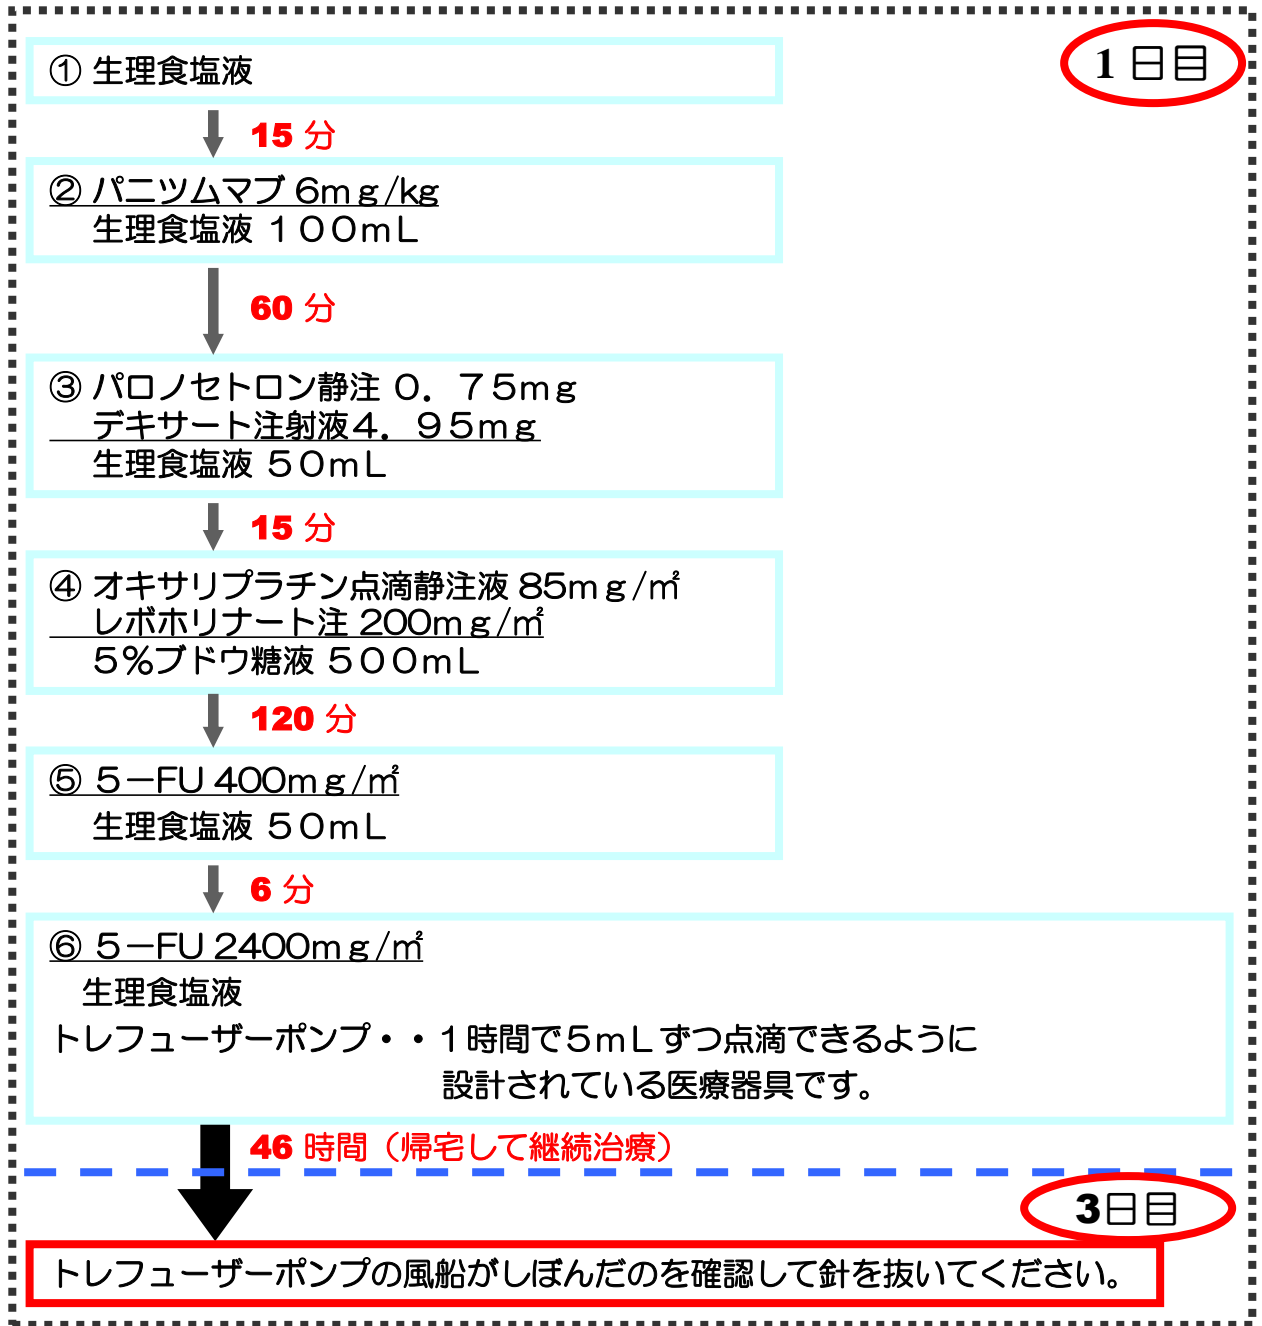 1 日目
① 生理食塩液
15 分
② パニツムマブ 6mg/kg
生理食塩液 100mL
60 分
③ パロノセトロン静注 0.75mg
デキサート注射液4.95mg
生理食塩液 50mL
15 分
④ オキサリプラチン点滴静注液 85mg/㎡
レボホリナート注 200mg/㎡
5%ブドウ糖液 500mL
120 分
⑤ 5-FU 400mg/㎡
生理食塩液 50mL
6 分
⑥ 5-FU 2400mg/㎡
生理食塩液
トレフューザーポンプ・・1時間で5mLずつ点滴できるように
設計されている医療器具です。
46 時間(帰宅して継続治療)
3日目
トレフューザーポンプの風船がしぼんだのを確認して針を抜いてください。